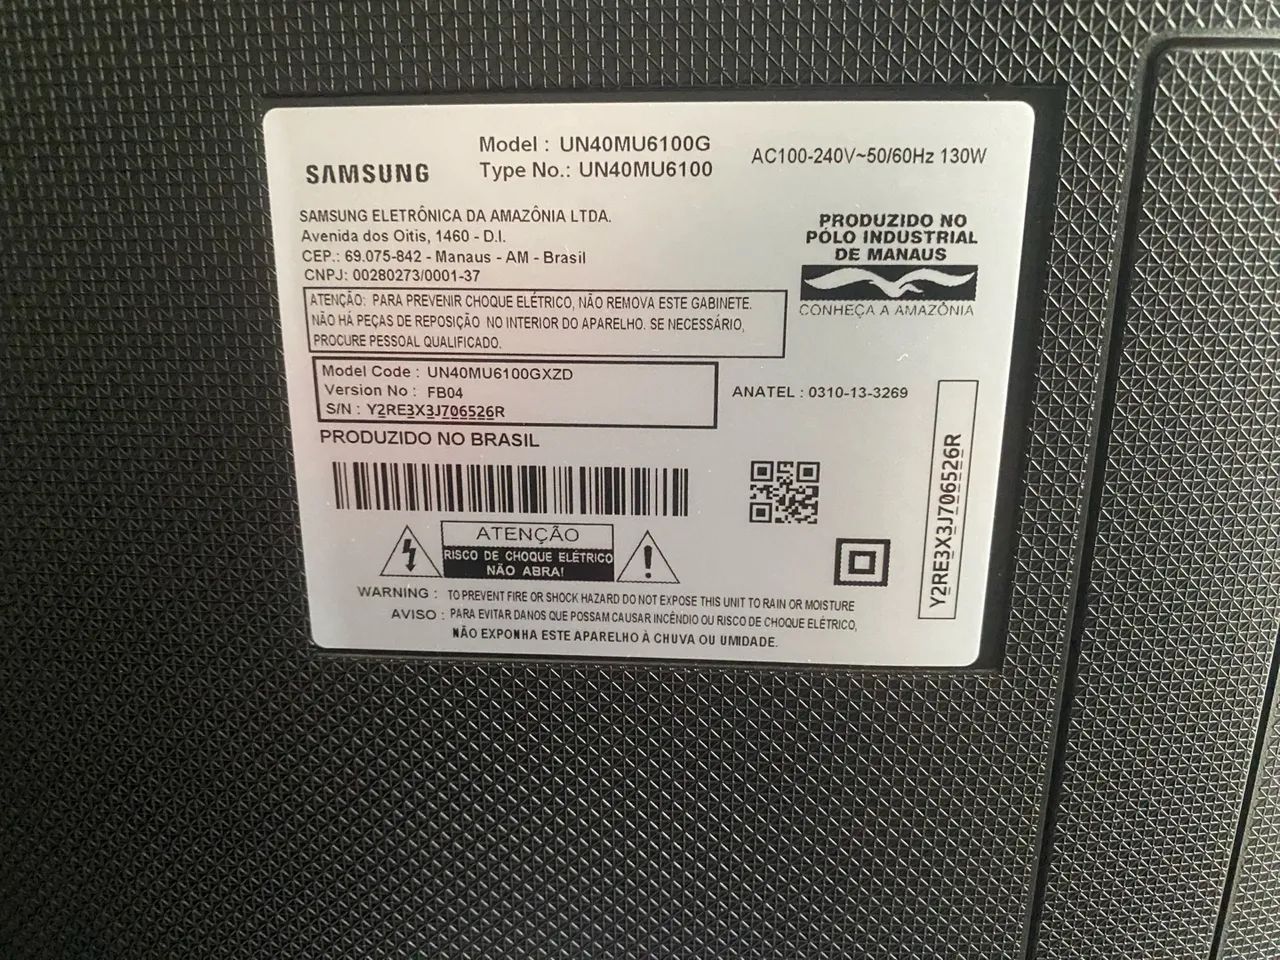 SAMSUNG
Model : UN40MU6100G
Type No.: UN40MU6100
AC100-240V~50/60Hz 130W
SAMSUNG ELETRÔNICA DA AMAZÔNIA LTDA.
Avenida dos Oitis, 1460 - D.I.
CEP.: 69.075-842 - Manaus - AM - Brasil
CNPJ: 00280273/0001-37
PRODUZIDO NO
PÓLO INDUSTRIAL
DE MANAUS
CONHEÇA A AMAZÔNIA
ATENÇÃO: PARA PREVENIR CHOQUE ELÉTRICO, NÃO REMOVA ESTE GABINETE.
NÃO HÁ PEÇAS DE REPOSIÇÃO NO INTERIOR DO APARELHO. SE NECESSÁRIO,
PROCURE PESSOAL QUALIFICADO.
Model Code : UN40MU6100GXZD
Version No : FB04
S/N : Y2RE3X3J706526R
ANATEL : 0310-13-3269
PRODUZIDO NO BRASIL
Y2RE3X3J706526R
ATENÇÃO
RISCO DE CHOQUE ELÉTRICO
NÃO ABRA!
WARNING : TO PREVENT FIRE OR SHOCK HAZARD DO NOT EXPOSE THIS UNIT TO RAIN OR MOISTURE
AVISO : PARA EVITAR DANOS QUE POSSAM CAUSAR INCÊNDIO OU RISCO DE CHOQUE ELÉTRICO,
NÃO EXPONHA ESTE APARELHO À CHUVA OU UMIDADE.